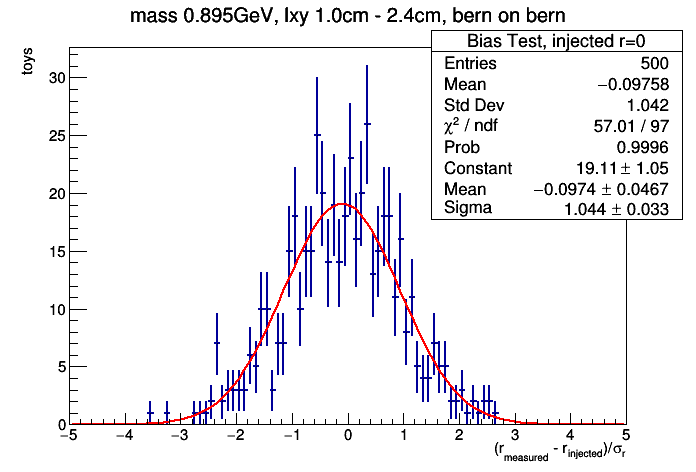 mass 0.895GeV, lxy 1.0cm - 2.4cm, bern on bern
toys
Bias Test, injected r=0
Entries 500
Mean −0.09758
Std Dev 1.042
χ² / ndf 57.01 / 97
Prob 0.9996
Constant 19.11 ± 1.05
Mean −0.0974 ± 0.0467
Sigma 1.044 ± 0.033
30
25
20
15
10
5
0
−5 −4 −3 −2 −1 0 1 2 3 4 5
(r_measured - r_injected)/σ_r